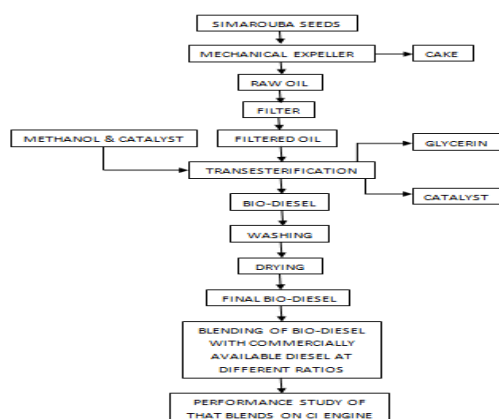 SIMAROUBA SEEDS
MECHANICAL EXPELLER
CAKE
RAW OIL
FILTER
METHANOL & CATALYST
FILTERED OIL
GLYCERIN
TRANSESTERIFICATION
BIO-DIESEL
CATALYST
WASHING
DRYING
FINAL BIO-DIESEL
BLENDING OF BIO-DIESEL
WITH COMMERCIALLY
AVAILABLE DIESEL AT
DIFFERENT RATIOS
PERFORMANCE STUDY OF
THAT BLENDS ON CI ENGINE